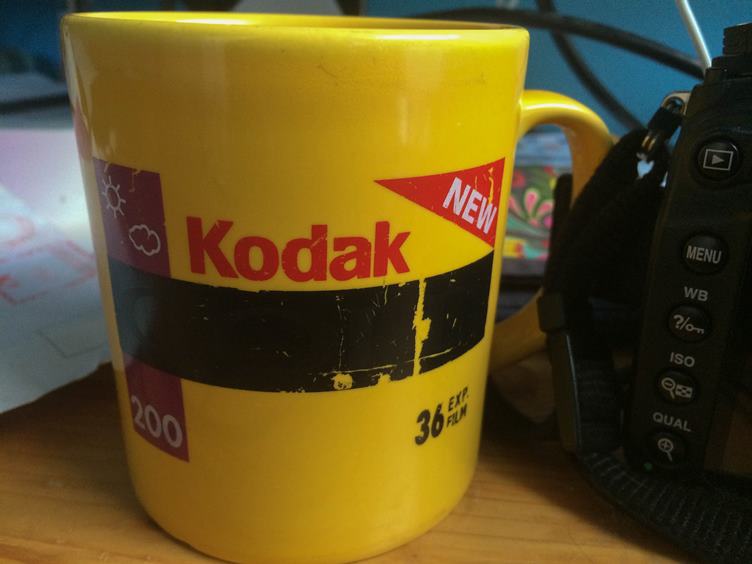 NEW
Kodak
200
36 EXP.
FILM
MENU
WB
?/
ISO
QUAL